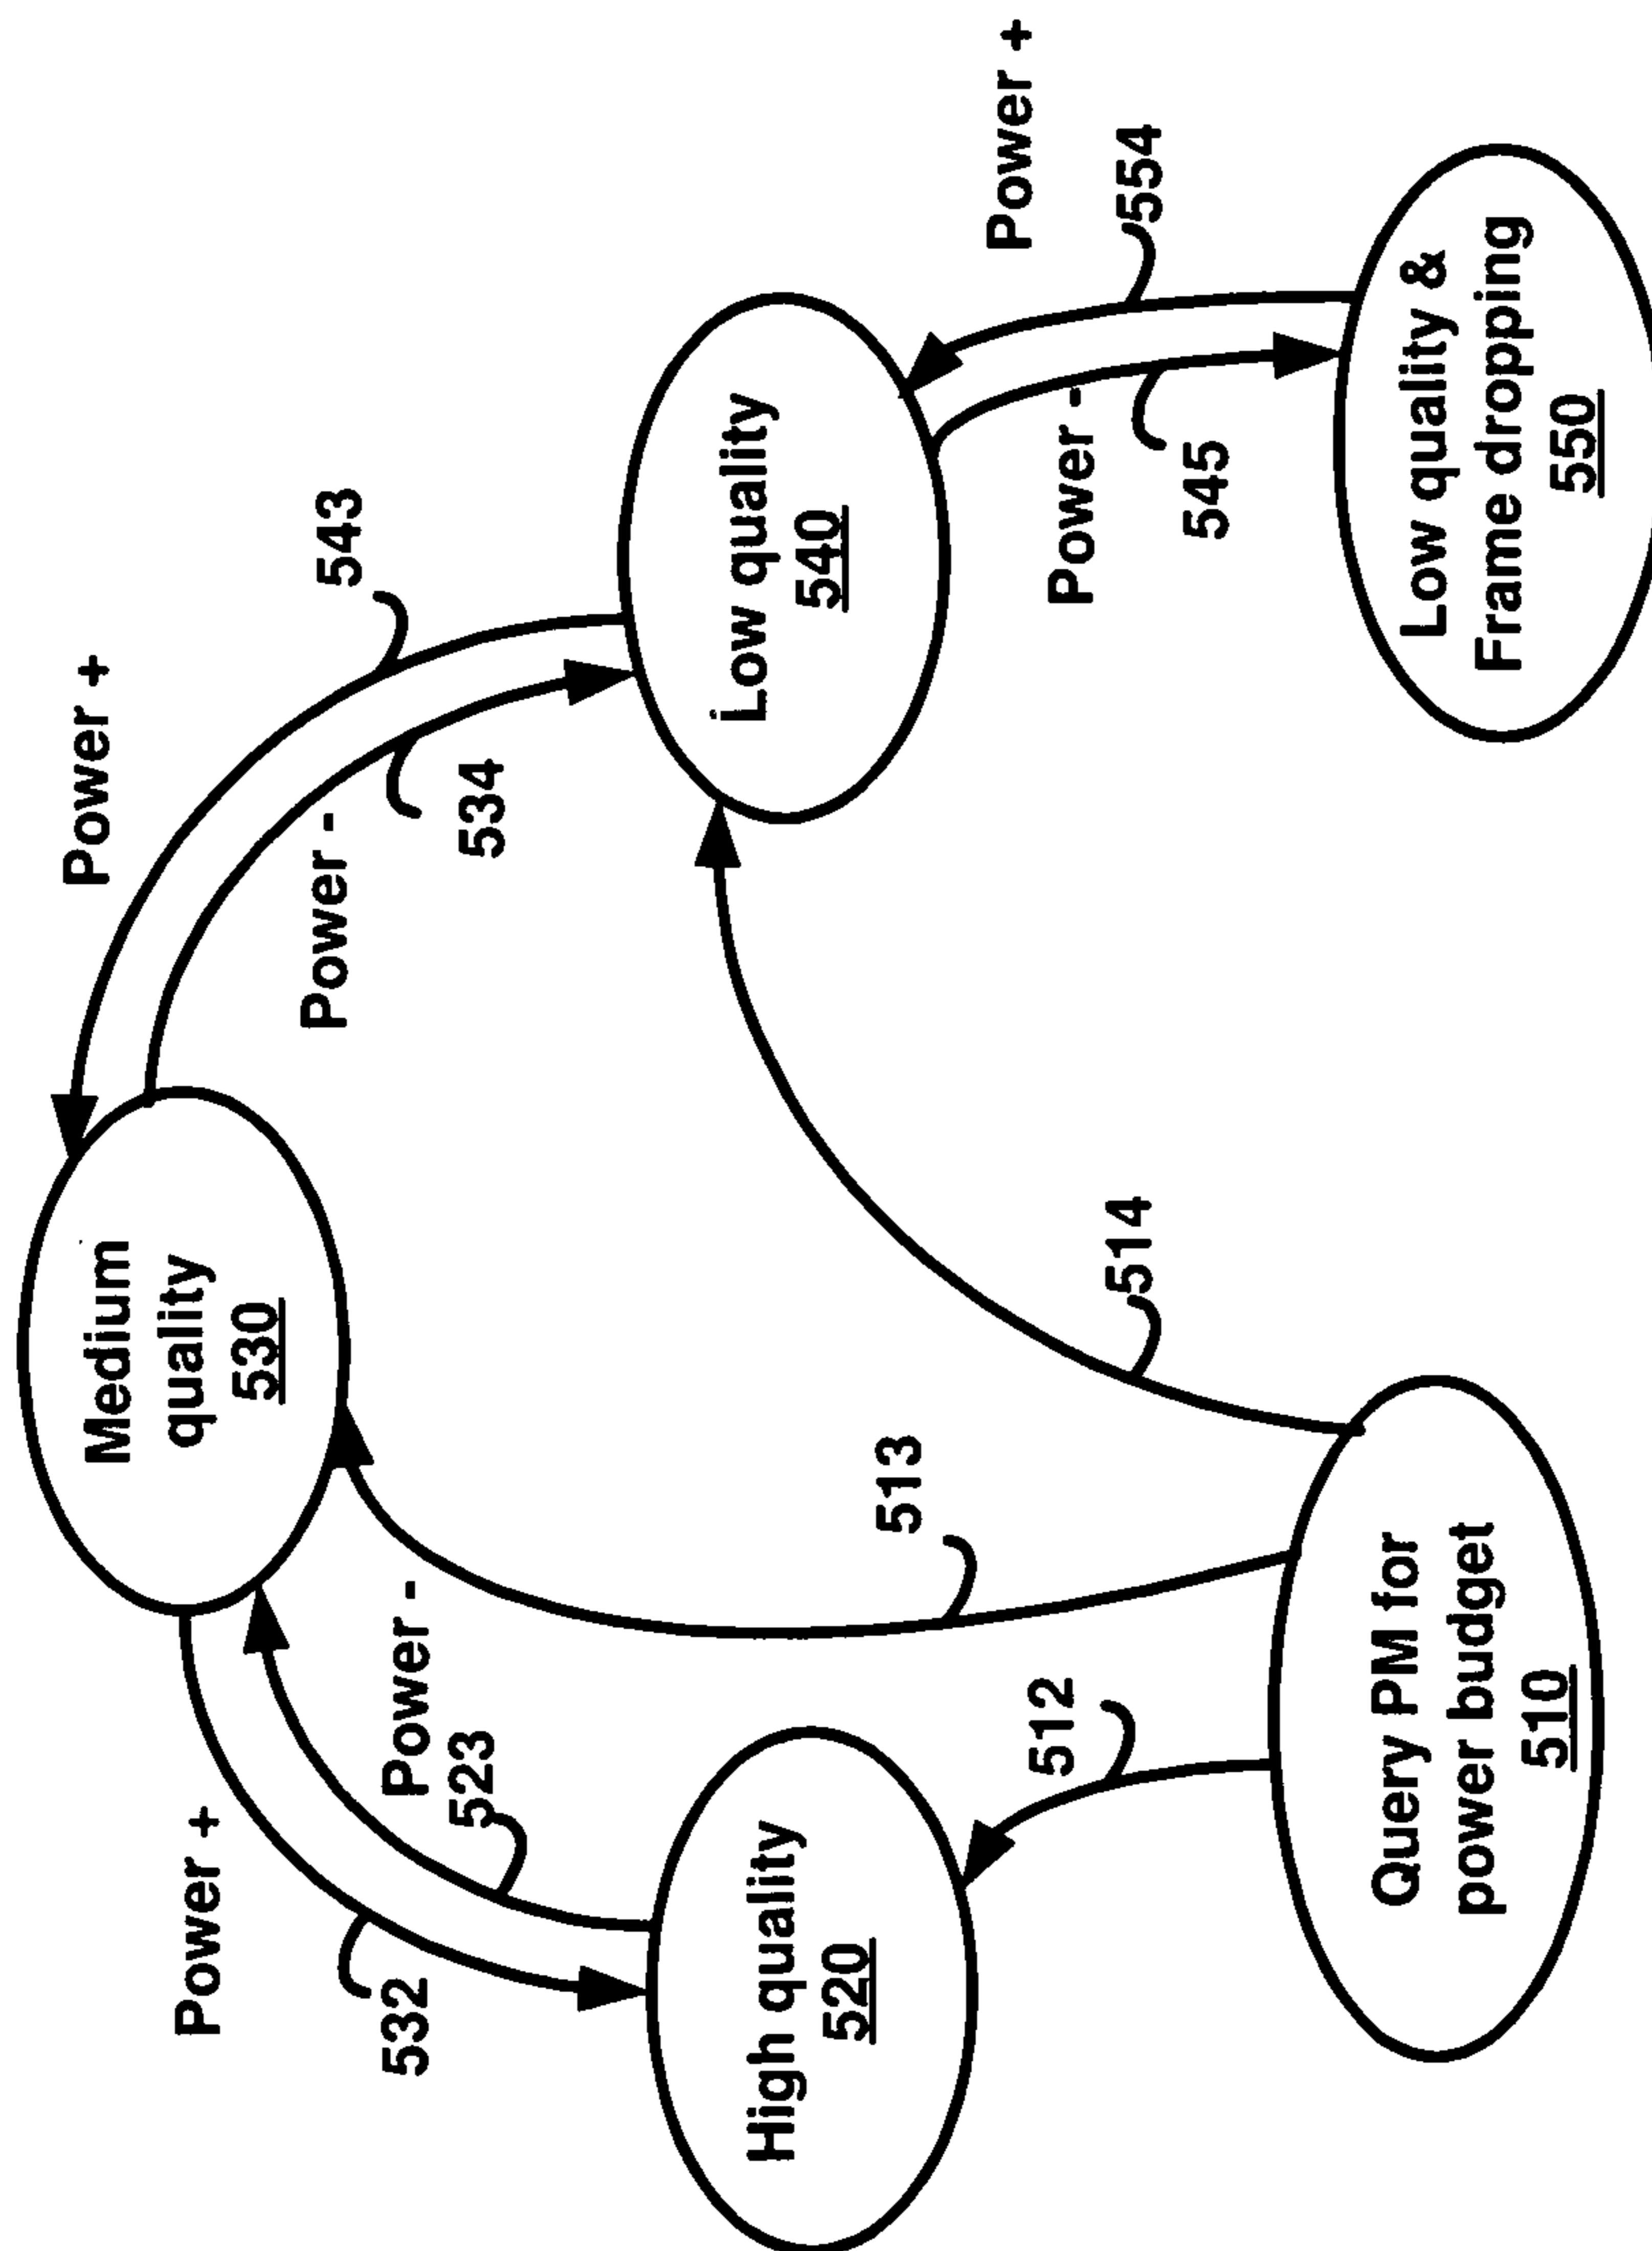 Power +
Medium
quality
530
Power +
532
Power -
523
Power -
534
543
High quality
520
Low quality
540
Power +
554
Power -
545
512
513
514
Query PM for
power budget
510
Low quality &
Frame dropping
550